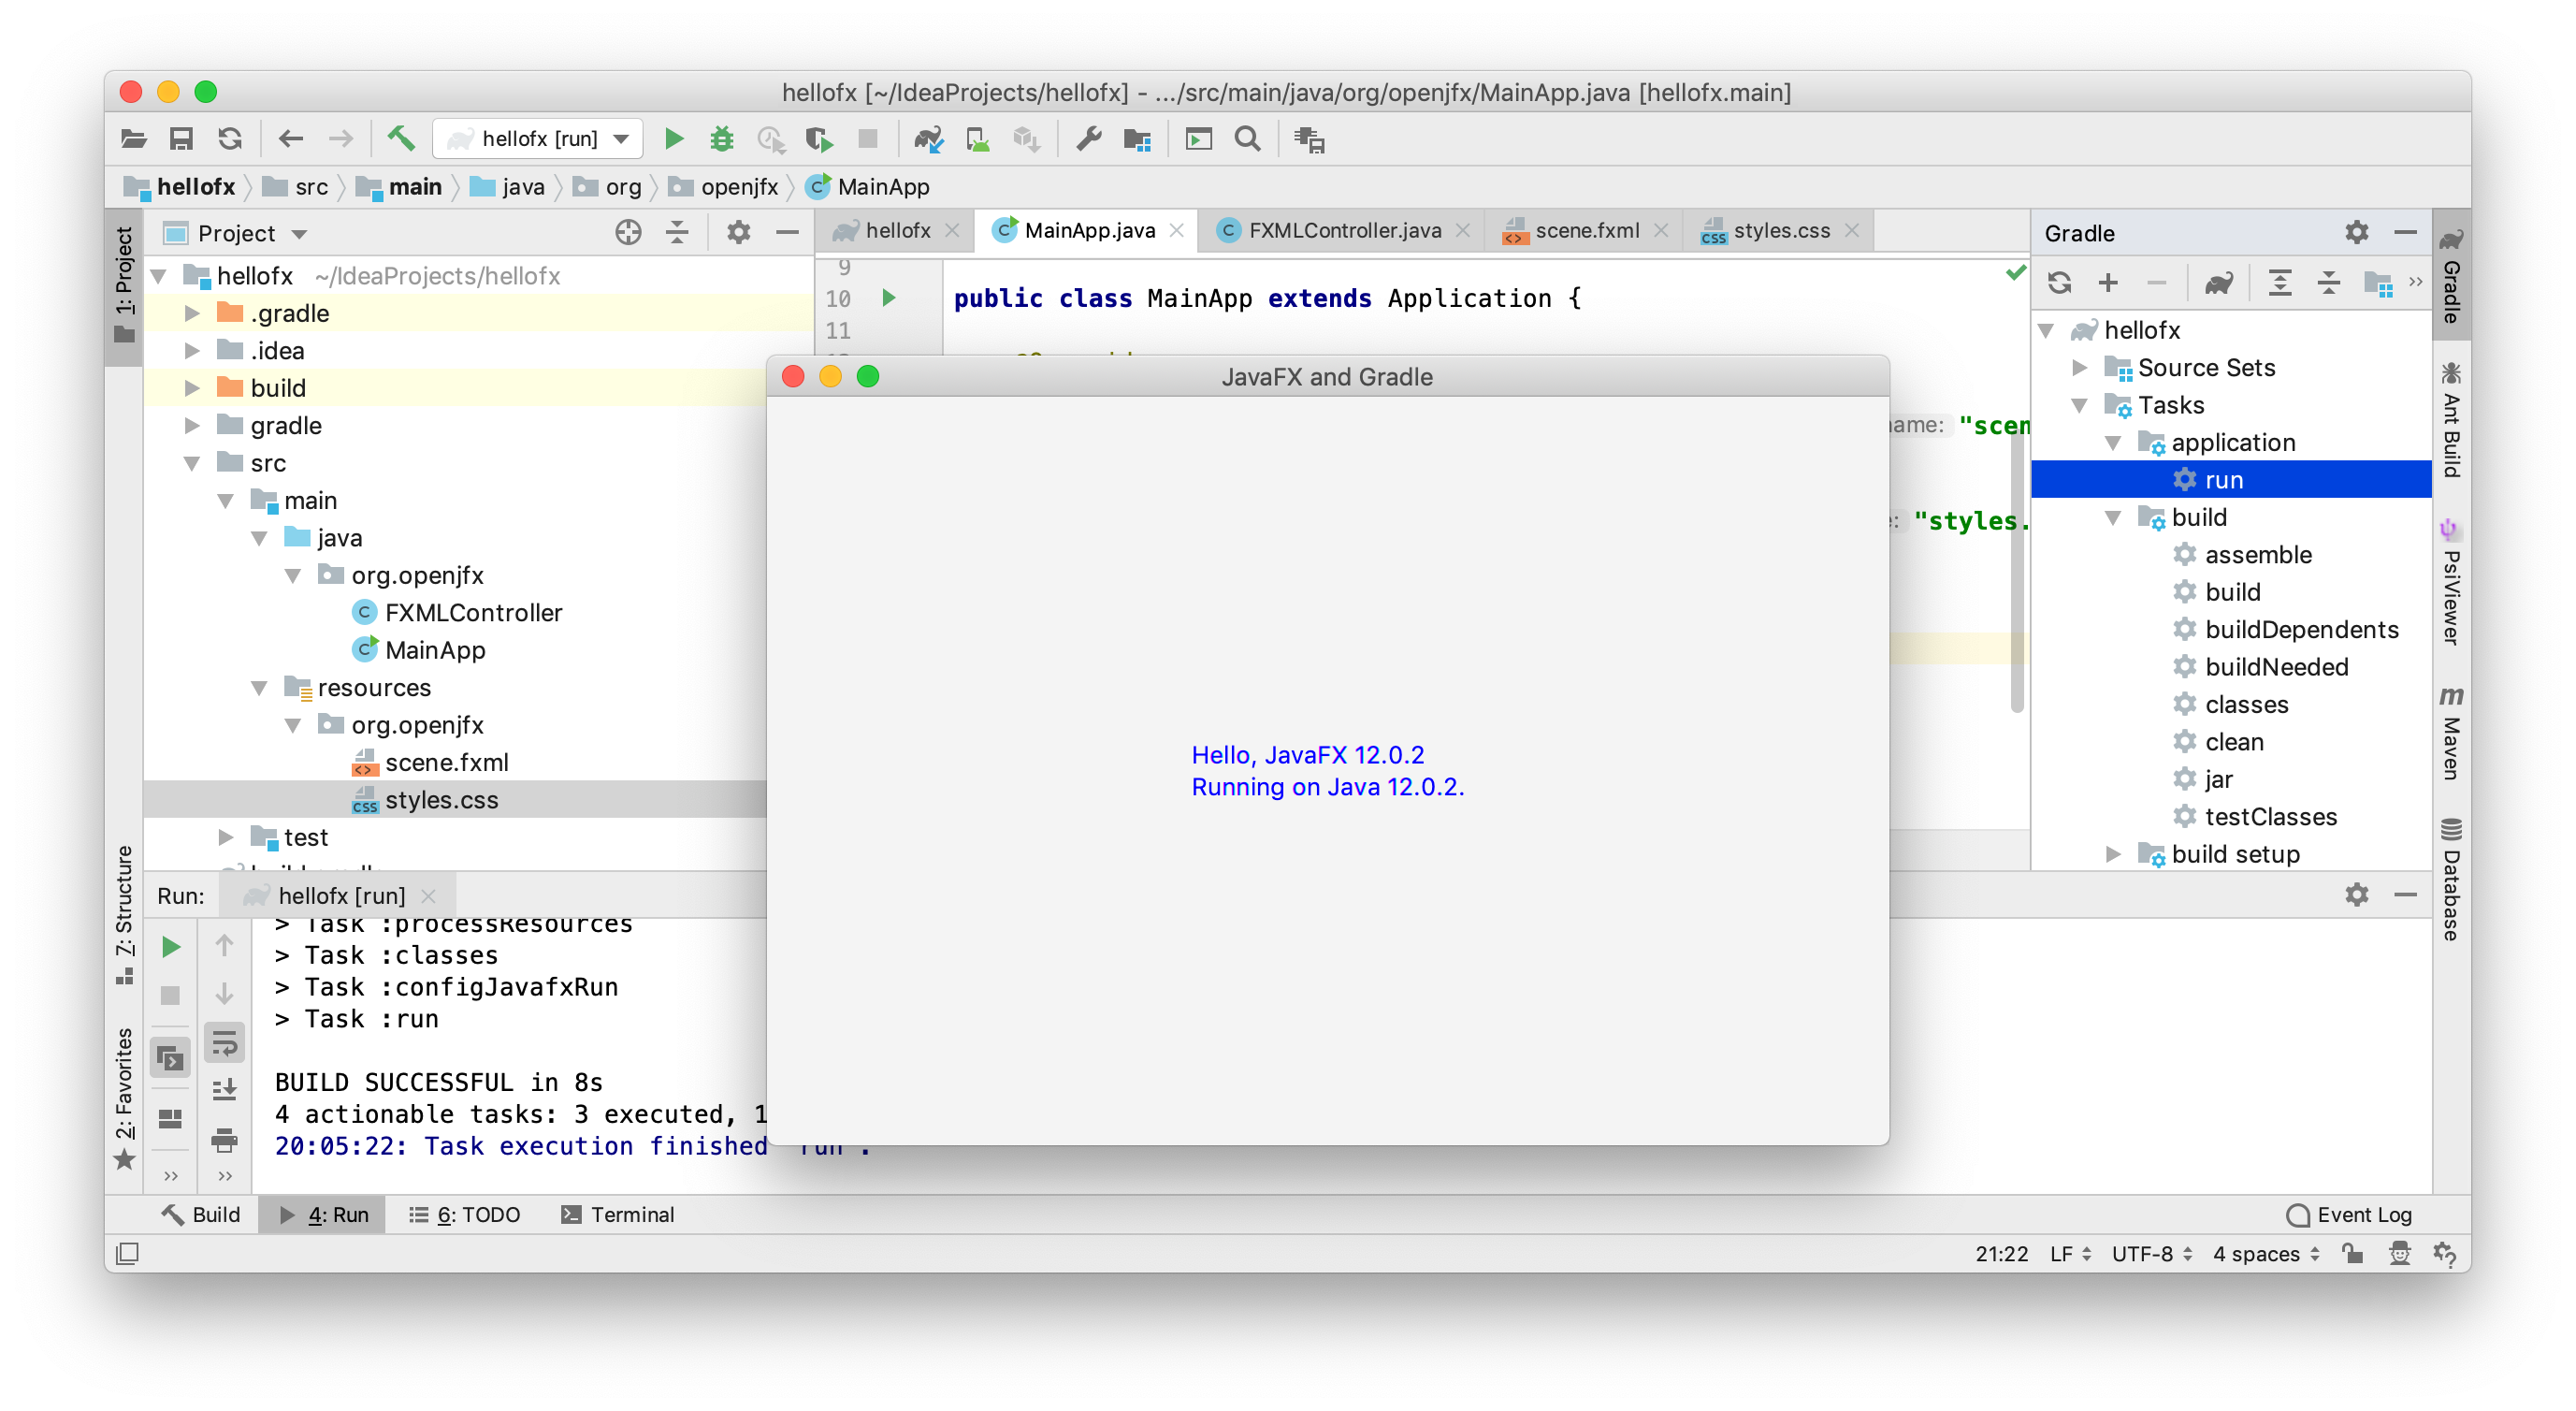 hellofx [~/IdeaProjects/hellofx] - .../src/main/java/org/openjfx/MainApp.java [hellofx.main]
hellofx [run]
hellofx src main java org openjfx MainApp
1: Project
Project
hellofx ~/IdeaProjects/hellofx
.gradle
.idea
build
gradle
src
main
java
org.openjfx
FXMLController
MainApp
resources
org.openjfx
scene.fxml
CSS styles.css
test
hellofx MainApp.java FXMLController.java scene.fxml CSS styles.css
9
10 public class MainApp extends Application {
11
name: "scen
: "styles.
JavaFX and Gradle
Hello, JavaFX 12.0.2
Running on Java 12.0.2.
Gradle
hellofx
Source Sets
Tasks
application
run
build
assemble
build
buildDependents
buildNeeded
classes
clean
jar
testClasses
build setup
Gradle
Ant Build
PsiViewer
Maven
Database
7: Structure
2: Favorites
Run: hellofx [run]
> Task :processResources
> Task :classes
> Task :configJavafxRun
> Task :run
BUILD SUCCESSFUL in 8s
4 actionable tasks: 3 executed, 1
20:05:22: Task execution finished 'run'.
Build 4: Run 6: TODO Terminal Event Log
21:22 LF UTF-8 4 spaces